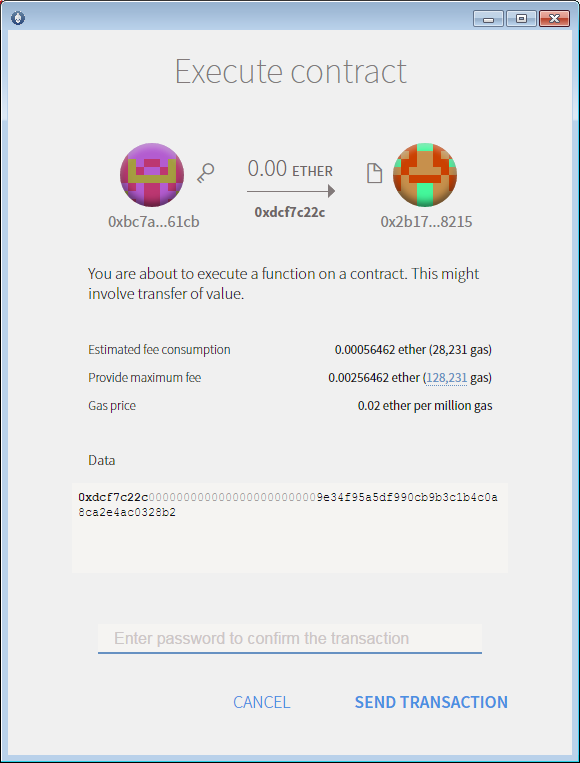 Execute contract
0.00 ETHER
0xdcf7c22c
0xbc7a...61cb
0x2b17...8215
You are about to execute a function on a contract. This might
involve transfer of value.
Estimated fee consumption 0.00056462 ether (28,231 gas)
Provide maximum fee 0.00256462 ether (128,231 gas)
Gas price 0.02 ether per million gas
Data
0xdcf7c22c0000000000000000000000009e34f95a5df990cb9b3c1b4c0a
8ca2e4ac0328b2
Enter password to confirm the transaction
CANCEL SEND TRANSACTION